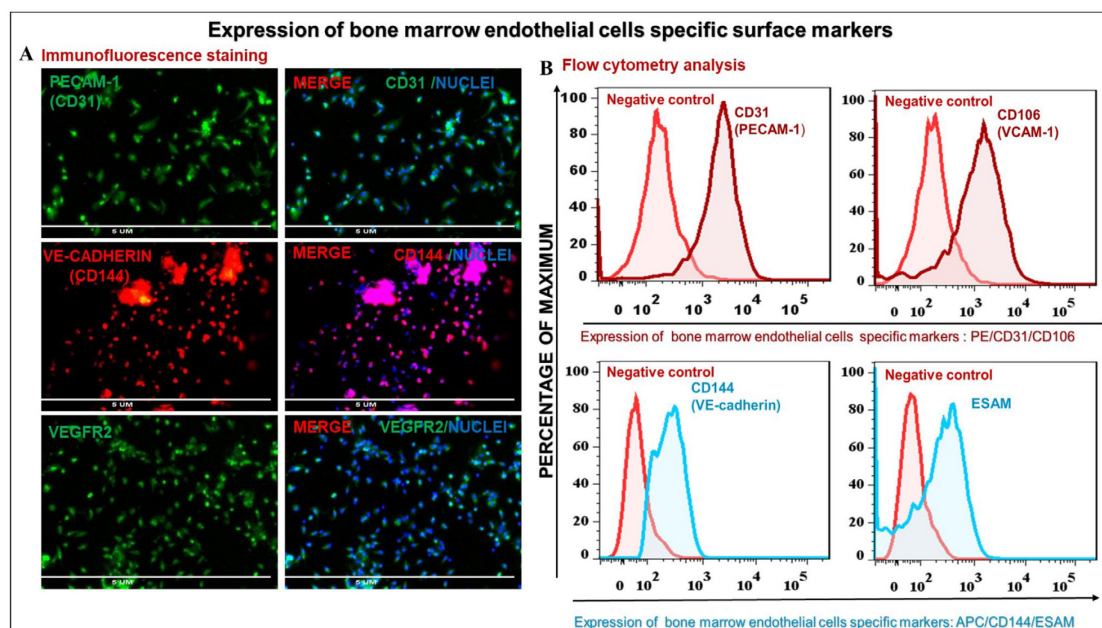 Expression of bone marrow endothelial cells specific surface markers
A Immunofluorescence staining
PECAM-1
(CD31)
MERGE CD31 /NUCLEI
5 UM
5 UM
VE-CADHERIN
(CD144)
MERGE CD144 /NUCLEI
5 UM
5 UM
VEGFR2
MERGE VEGFR2/NUCLEI
5 UM
5 UM
B Flow cytometry analysis
PERCENTAGE OF MAXIMUM
Negative control
CD31
(PECAM-1)
100
80
60
40
20
0
0 10² 10³ 10⁴ 10⁵
Negative control
CD106
(VCAM-1)
100
80
60
40
20
0
0 10² 10³ 10⁴ 10⁵
Expression of bone marrow endothelial cells specific markers : PE/CD31/CD106
Negative control
CD144
(VE-cadherin)
100
80
60
40
20
0
0 10² 10³ 10⁴ 10⁵
Negative control
ESAM
100
80
60
40
20
0
0 10² 10³ 10⁴ 10⁵
Expression of bone marrow endothelial cells specific markers: APC/CD144/ESAM